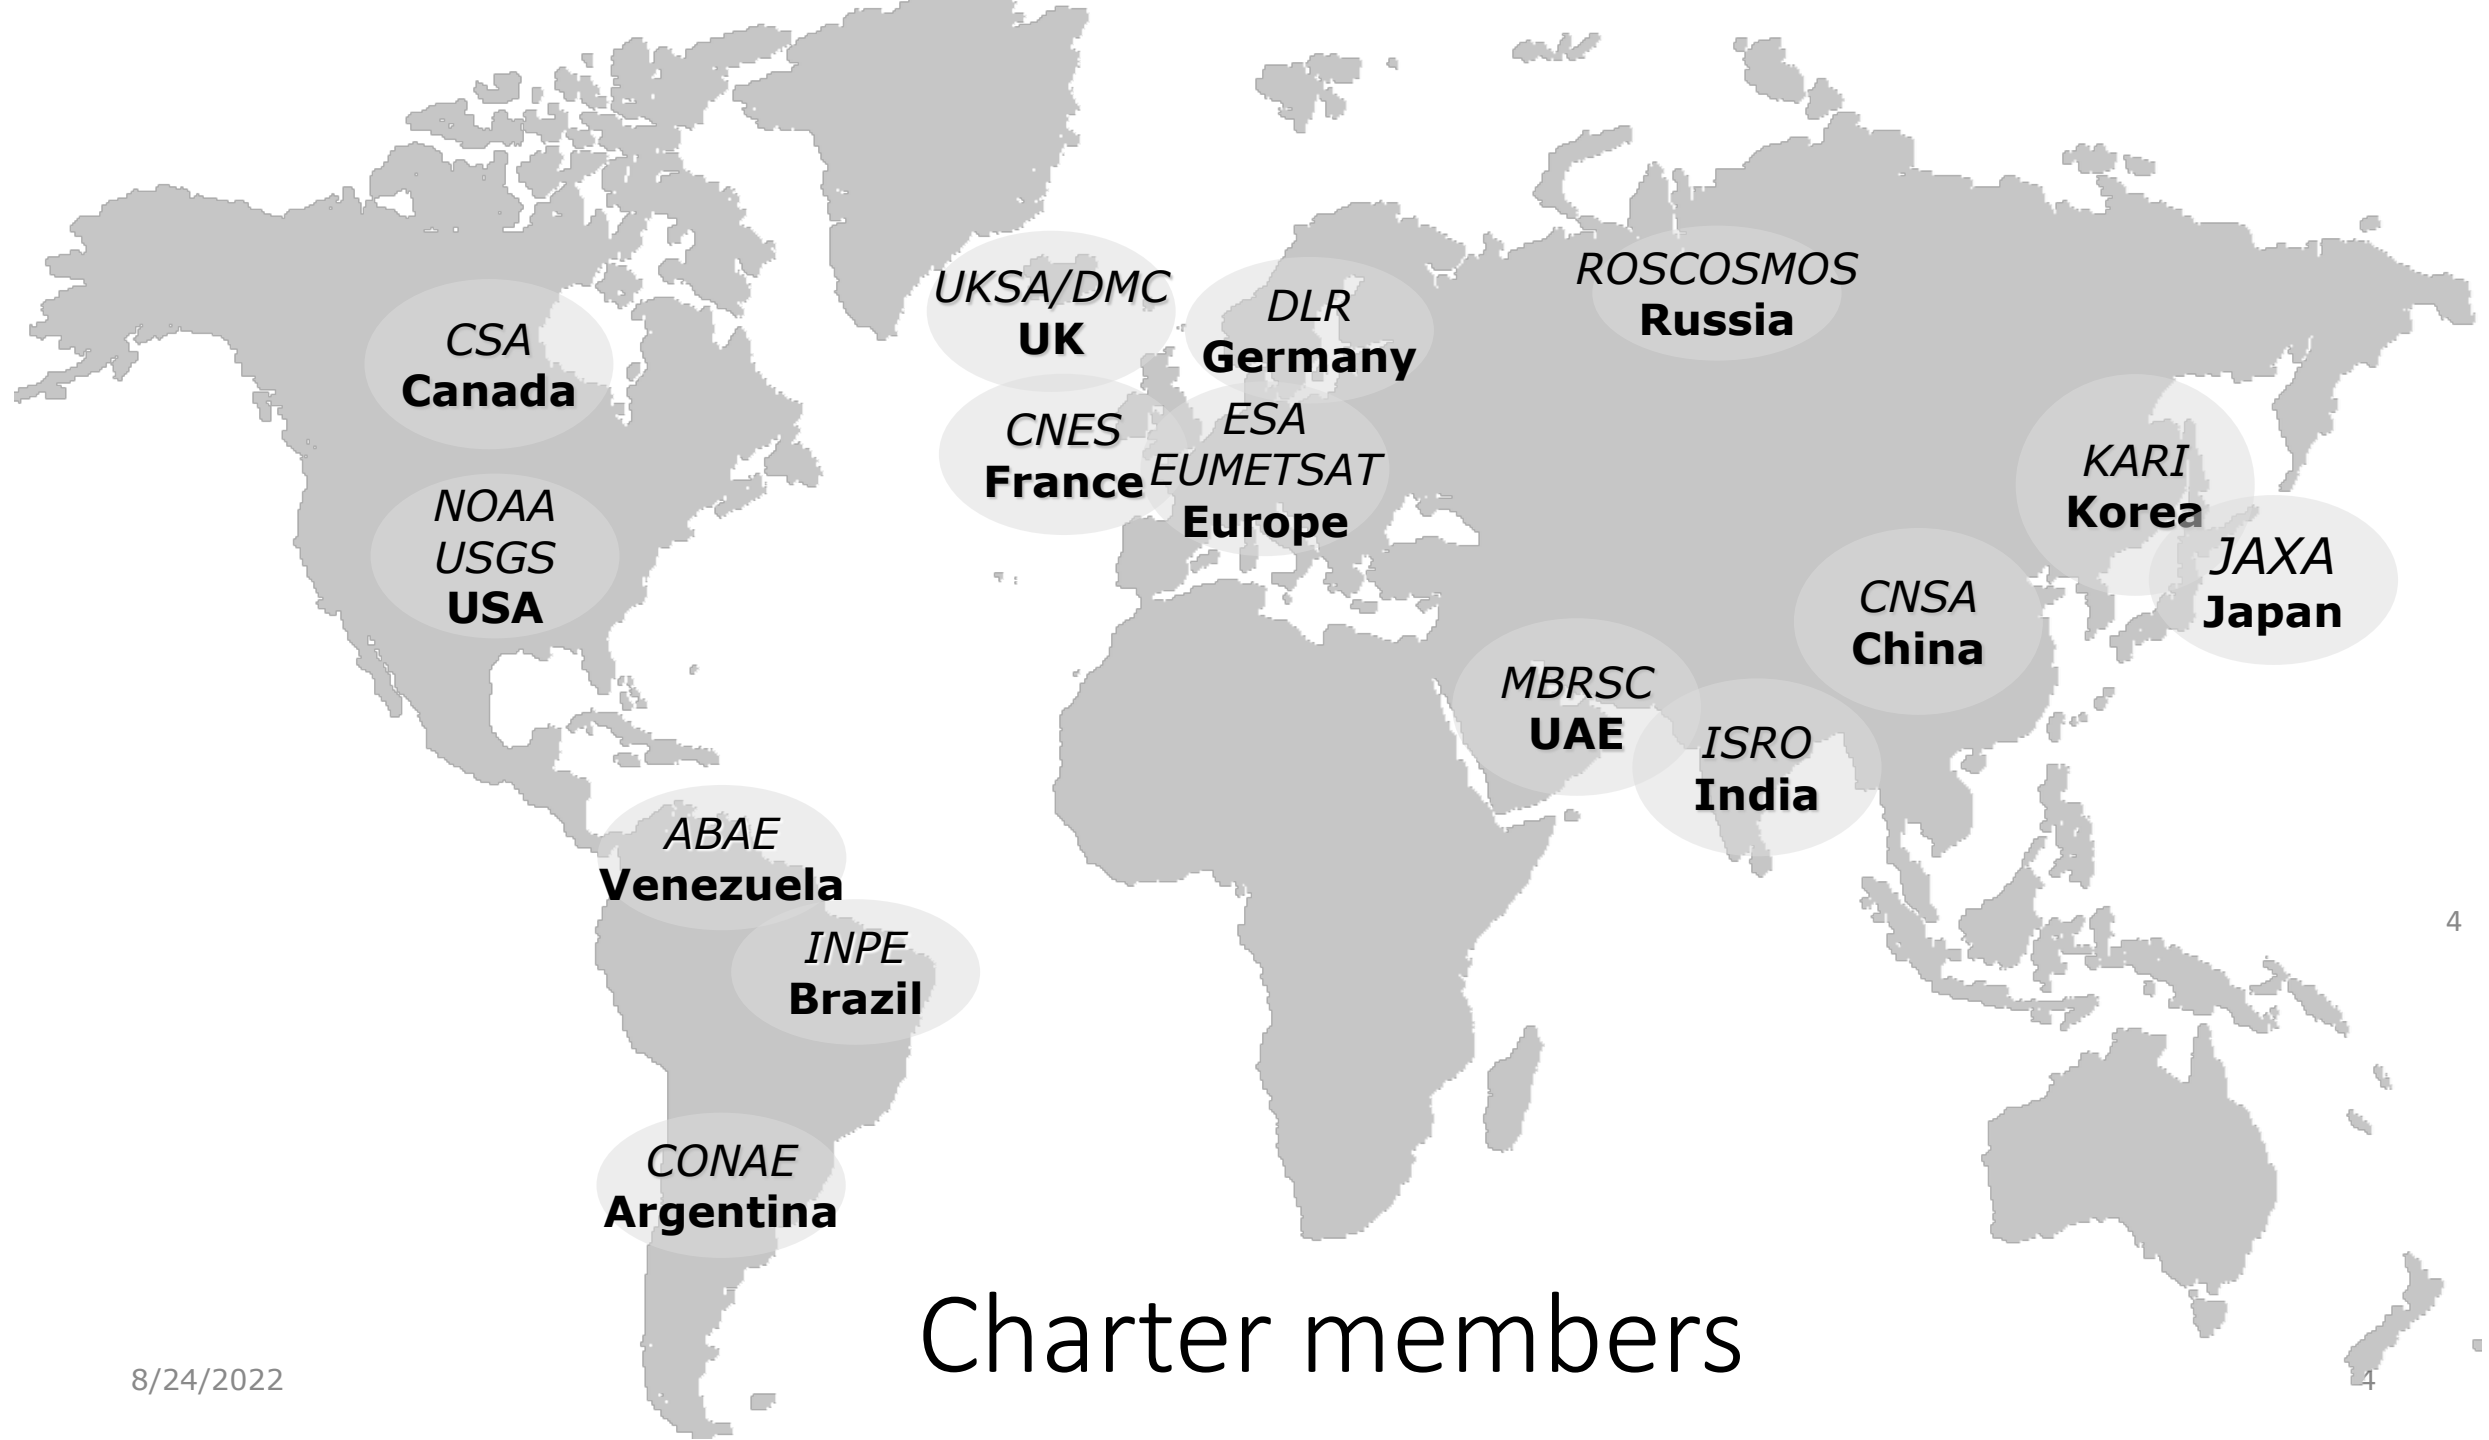 UKSA/DMC
UK
DLR
Germany
ROSCOSMOS
Russia
CSA
Canada
CNES
France
ESA
EUMETSAT
Europe
KARI
Korea
NOAA
USGS
USA
JAXA
Japan
CNSA
China
MBRSC
UAE
ISRO
India
ABAE
Venezuela
INPE
Brazil
4
CONAE
Argentina
Charter members
8/24/2022
4